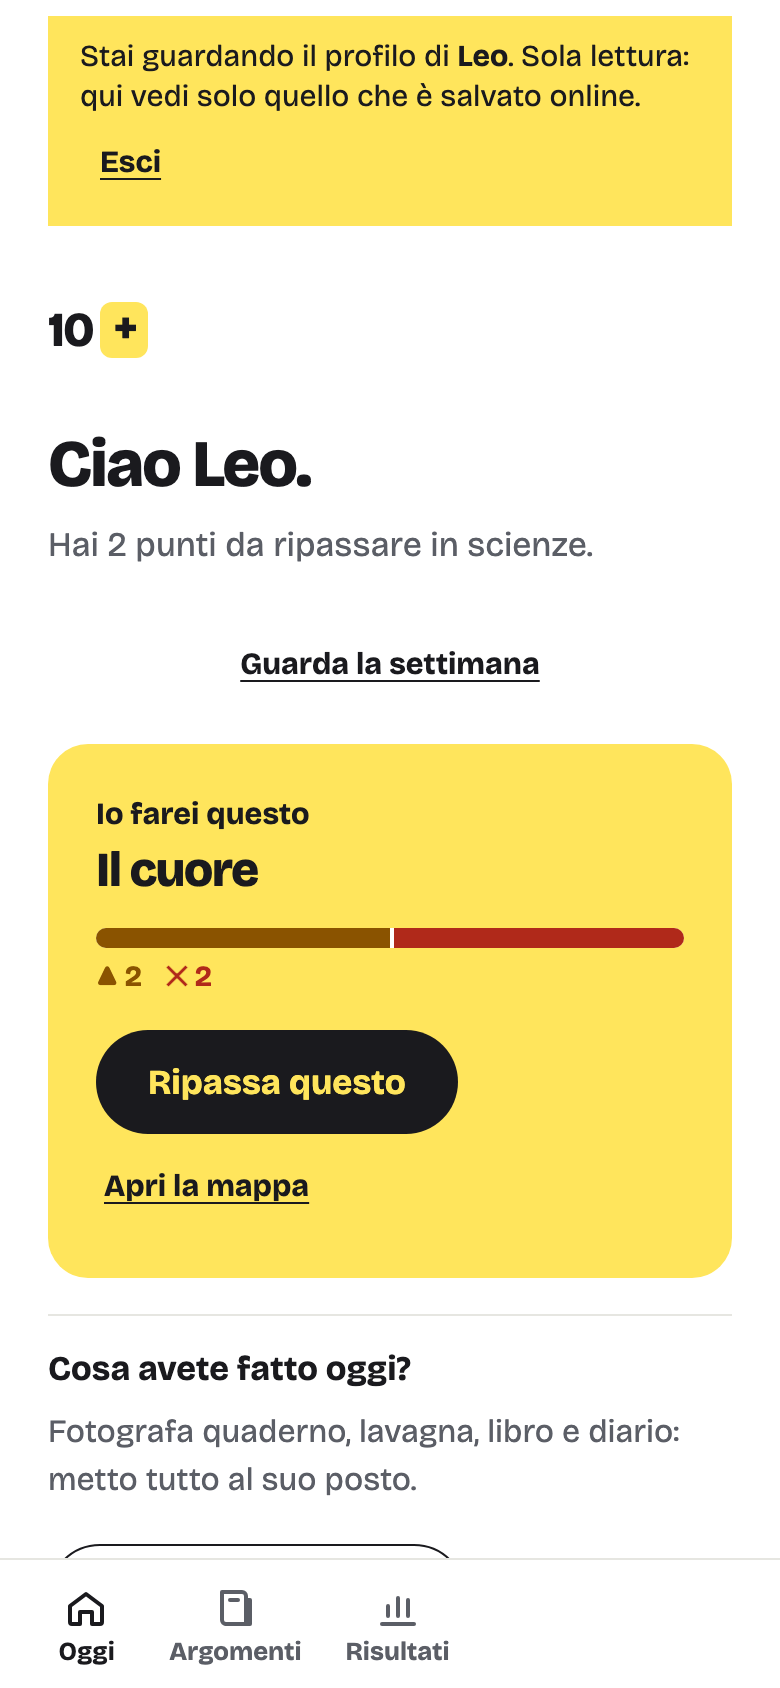 Stai guardando il profilo di Leo. Sola lettura:
qui vedi solo quello che è salvato online.
Esci
10 +
Ciao Leo.
Hai 2 punti da ripassare in scienze.
Guarda la settimana
Io farei questo
Il cuore
2 2
Ripassa questo
Apri la mappa
Cosa avete fatto oggi?
Fotografa quaderno, lavagna, libro e diario:
metto tutto al suo posto.
Oggi Argomenti Risultati